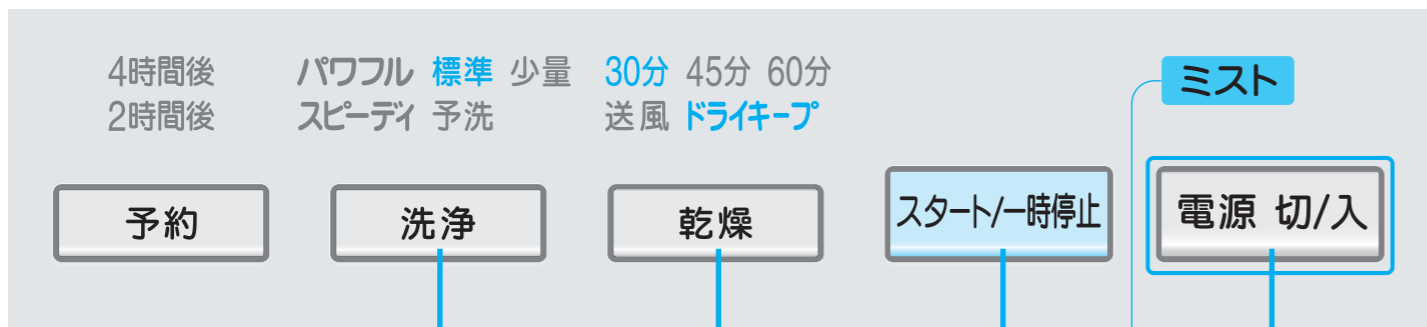 4時間後 パワフル 標準 少量 30分 45分 60分
2時間後 スピーディ 予洗 送風 ドライキープ
ミスト
予約 洗浄 乾燥 スタート/一時停止 電源 切/入